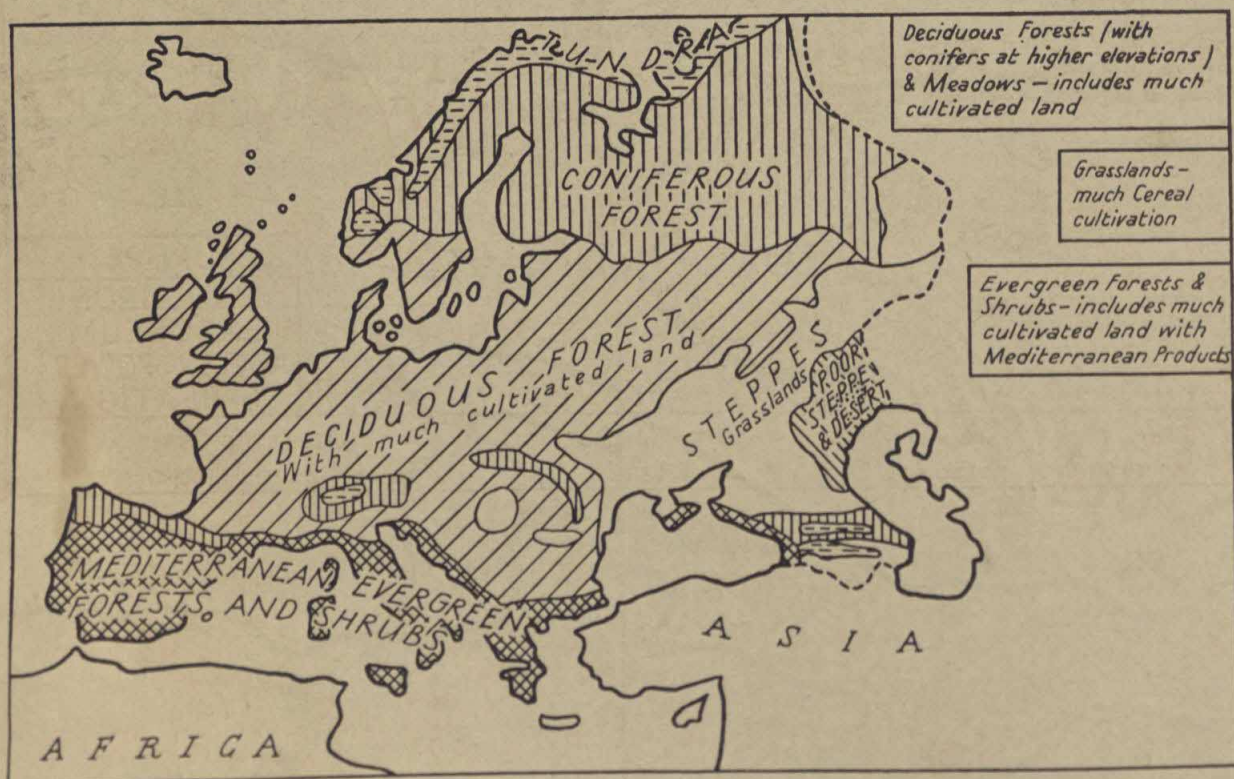 TUNDRA
Deciduous Forests (with
conifers at higher elevations)
& Meadows – includes much
cultivated land
CONIFEROUS
FOREST
Grasslands –
much Cereal
cultivation
Evergreen Forests &
Shrubs – includes much
cultivated land with
Mediterranean Products
DECIDUOUS FOREST
With much cultivated land
STEPPES
Grasslands
POOR
STEPPE
& DESERT
MEDITERRANEAN EVERGREEN
FORESTS AND SHRUBS
ASIA
AFRICA